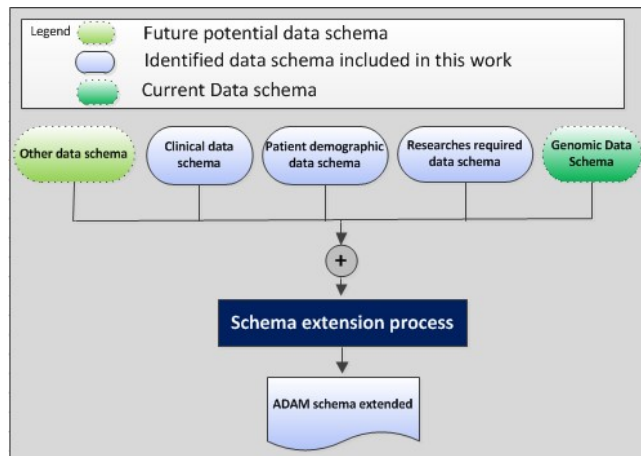 Legend
Future potential data schema
Identified data schema included in this work
Current Data schema
Other data schema
Clinical data
schema
Patient demographic
data schema
Researches required
data schema
Genomic Data
Schema
+
Schema extension process
ADAM schema extended